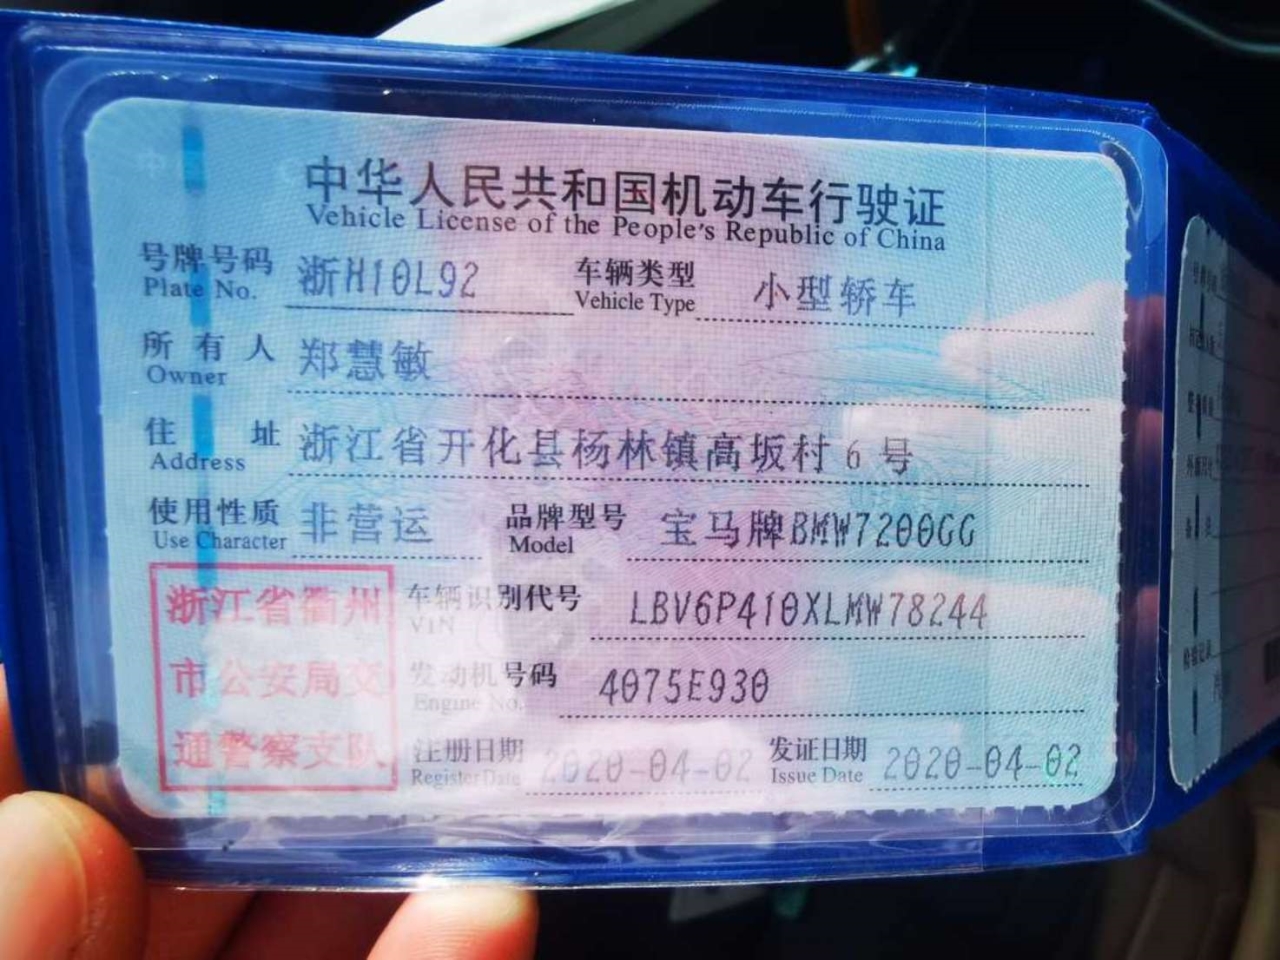 中华人民共和国机动车行驶证
Vehicle License of the People's Republic of China
号牌号码 浙H10L92 车辆类型 小型轿车
Plate No. Vehicle Type
所有人 郑慧敏
Owner
住址 浙江省开化县杨林镇高坂村6号
Address
使用性质 非营运 品牌型号 宝马牌BMW7200GG
Use Character Model
浙江省衢州
市公安局交
通警察支队
车辆识别代号 LBV6P410XLMW78244
VIN
发动机号码 4075E930
Engine No.
注册日期 2020-04-02 发证日期 2020-04-02
Register Date Issue Date